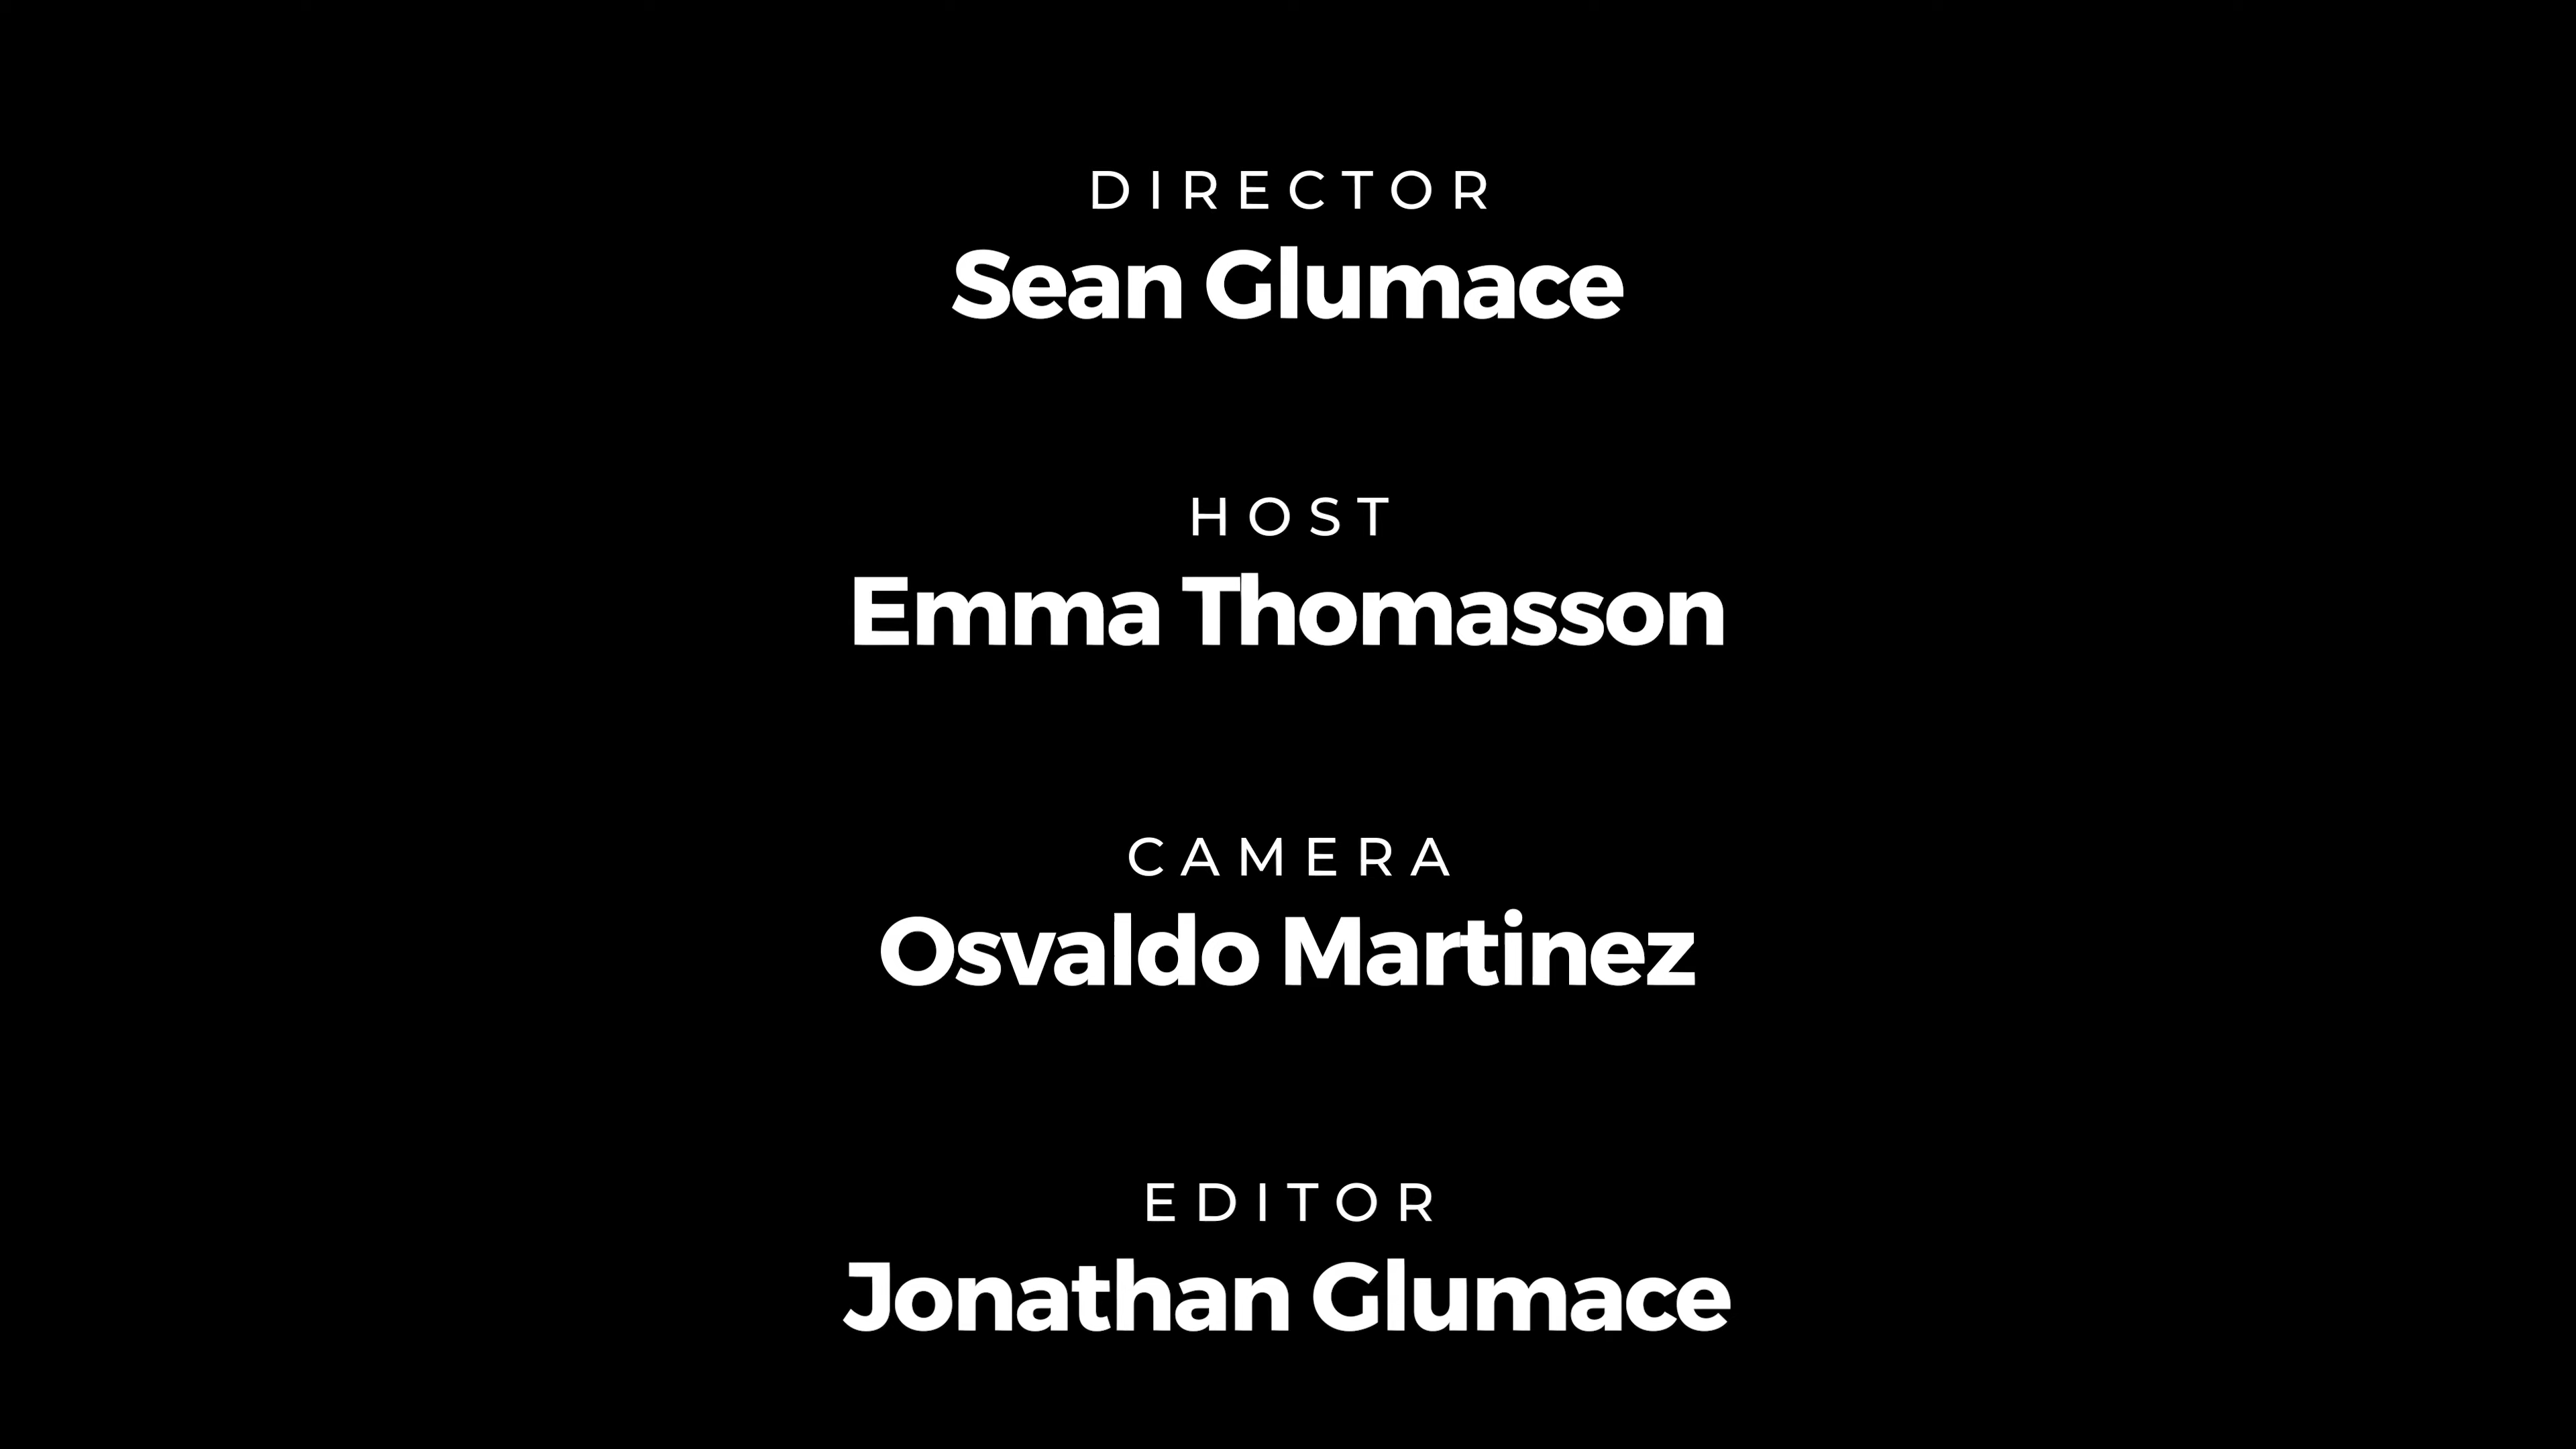 DIRECTOR
Sean Glumace
HOST
Emma Thomasson
CAMERA
Osvaldo Martinez
EDITOR
Jonathan Glumace